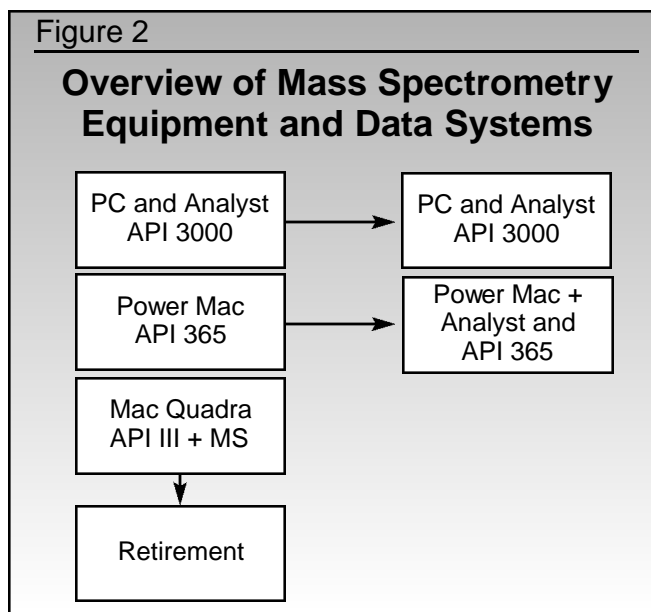 Figure 2
Overview of Mass Spectrometry
Equipment and Data Systems
PC and Analyst
API 3000
PC and Analyst
API 3000
Power Mac
API 365
Power Mac +
Analyst and
API 365
Mac Quadra
API III + MS
Retirement